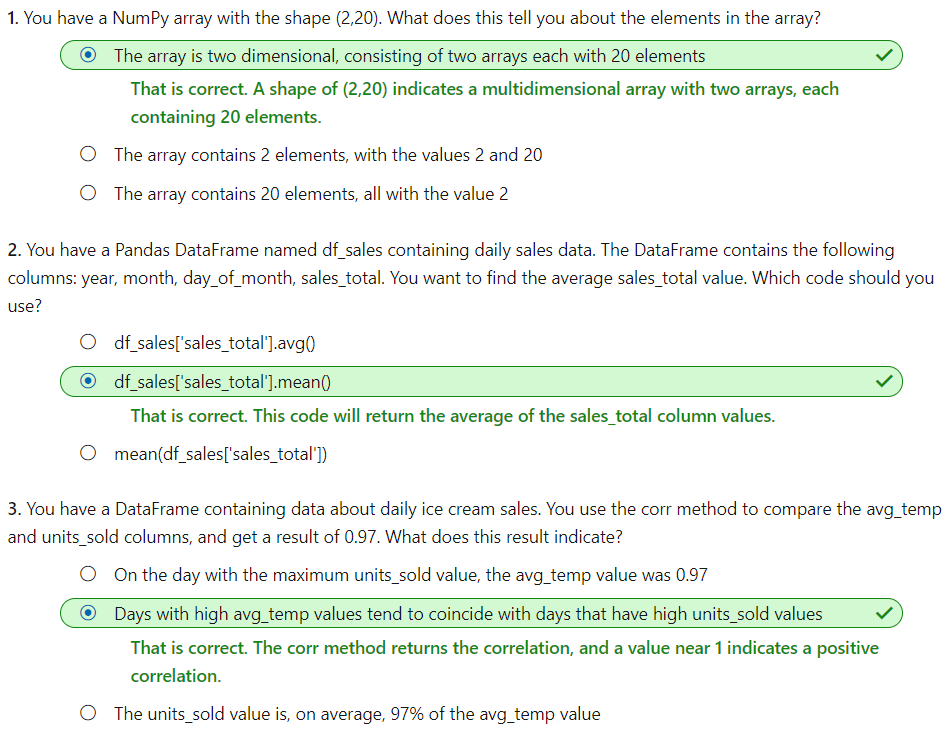 1. You have a NumPy array with the shape (2,20). What does this tell you about the elements in the array?
The array is two dimensional, consisting of two arrays each with 20 elements
That is correct. A shape of (2,20) indicates a multidimensional array with two arrays, each
containing 20 elements.
The array contains 2 elements, with the values 2 and 20
The array contains 20 elements, all with the value 2
2. You have a Pandas DataFrame named df_sales containing daily sales data. The DataFrame contains the following
columns: year, month, day_of_month, sales_total. You want to find the average sales_total value. Which code should you
use?
df_sales['sales_total'].avg()
df_sales['sales_total'].mean()
That is correct. This code will return the average of the sales_total column values.
mean(df_sales['sales_total'])
3. You have a DataFrame containing data about daily ice cream sales. You use the corr method to compare the avg_temp
and units_sold columns, and get a result of 0.97. What does this result indicate?
On the day with the maximum units_sold value, the avg_temp value was 0.97
Days with high avg_temp values tend to coincide with days that have high units_sold values
That is correct. The corr method returns the correlation, and a value near 1 indicates a positive
correlation.
The units_sold value is, on average, 97% of the avg_temp value